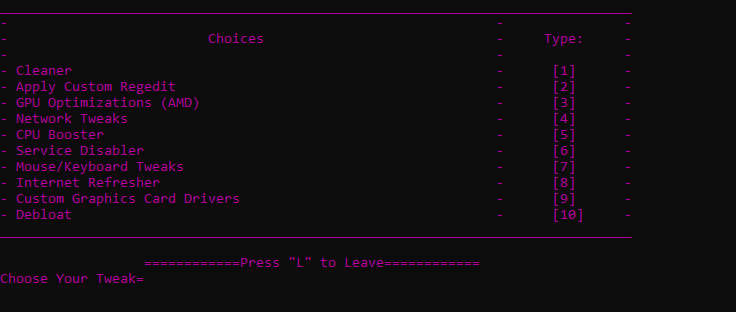 Choices Type:
- Cleaner - [1] -
- Apply Custom Regedit - [2] -
- GPU Optimizations (AMD) - [3] -
- Network Tweaks - [4] -
- CPU Booster - [5] -
- Service Disabler - [6] -
- Mouse/Keyboard Tweaks - [7] -
- Internet Refresher - [8] -
- Custom Graphics Card Drivers - [9] -
- Debloat - [10] -
============Press "L" to Leave============
Choose Your Tweak=